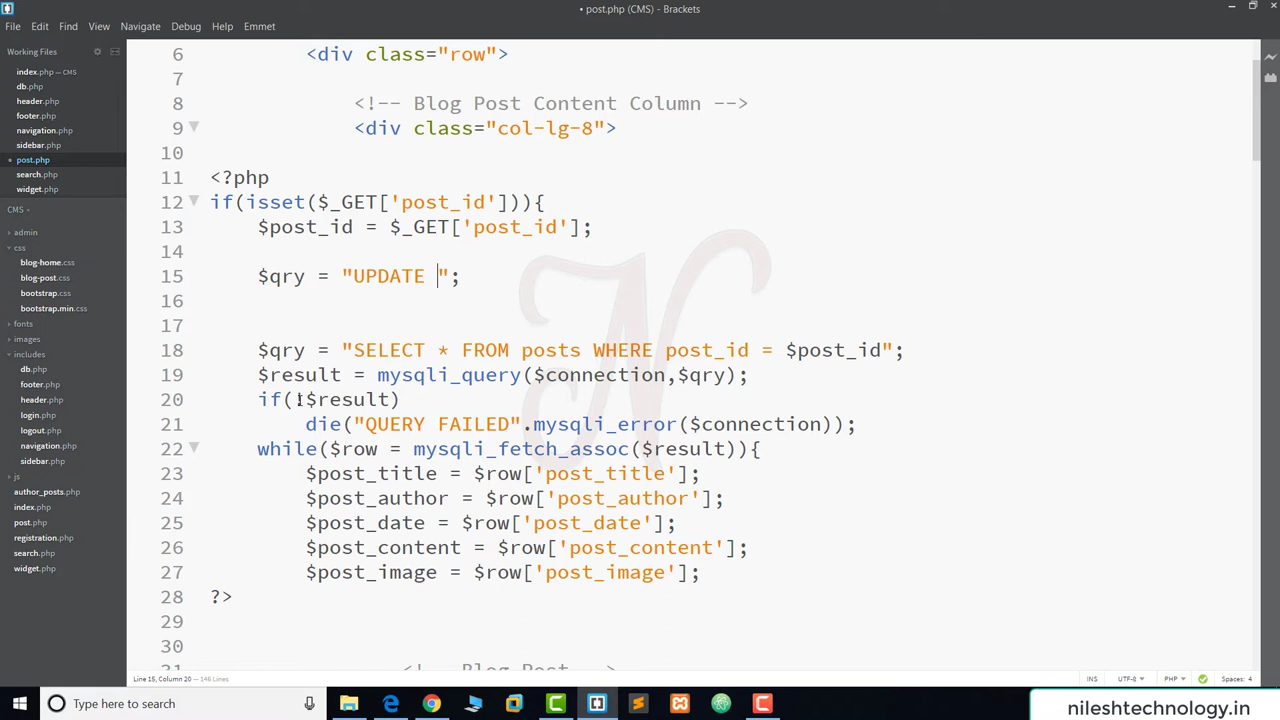 • post.php (CMS) - Brackets
File Edit Find View Navigate Debug Help Emmet
Working Files
index.php — CMS
db.php
header.php
footer.php
navigation.php
sidebar.php
post.php
search.php
widget.php
CMS
admin
css
blog-home.css
blog-post.css
bootstrap.css
bootstrap.min.css
fonts
images
includes
db.php
footer.php
header.php
login.php
logout.php
navigation.php
sidebar.php
js
author_posts.php
index.php
post.php
registration.php
search.php
widget.php
6 <div class="row">
7
8 <!-- Blog Post Content Column -->
9 <div class="col-lg-8">
10
11 <?php
12 if(isset($_GET['post_id'])){
13 $post_id = $_GET['post_id'];
14
15 $qry = "UPDATE ";
16
17
18 $qry = "SELECT * FROM posts WHERE post_id = $post_id";
19 $result = mysqli_query($connection,$qry);
20 if(!$result)
21 die("QUERY FAILED".mysqli_error($connection));
22 while($row = mysqli_fetch_assoc($result)){
23 $post_title = $row['post_title'];
24 $post_author = $row['post_author'];
25 $post_date = $row['post_date'];
26 $post_content = $row['post_content'];
27 $post_image = $row['post_image'];
28 ?>
29
30
31 <!-- Blog Post -->
Line 15, Column 20 — 146 Lines
INS UTF-8 PHP Spaces: 4
Type here to search
nileshtechnology.in